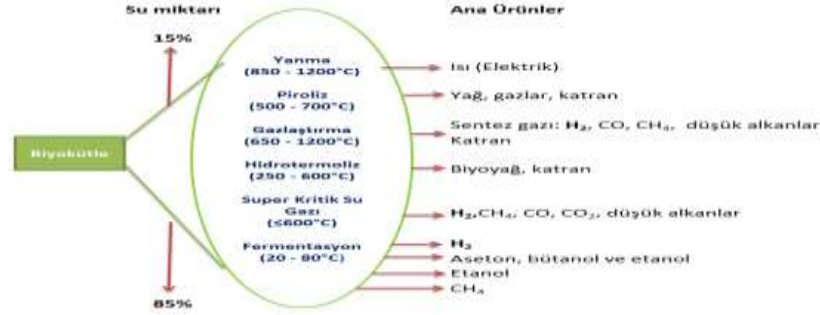 Su miktarı
Ana Ürünler
15%
Yanma
(850 - 1200°C)
Isı (Elektrik)
Piroliz
(500 - 700°C)
Yağ, gazlar, katran
Gazlaştırma
(650 - 1200°C)
Sentez gazı: H₂, CO, CH₄, düşük alkanlar
Katran
Biyokütle
Hidrotermoliz
(250 - 600°C)
Biyoyağ, katran
Super Kritik Su
Gazı
(≤600°C)
H₂,CH₄, CO, CO₂, düşük alkanlar
Fermentasyon
(20 - 80°C)
H₂
Aseton, bütanol ve etanol
Etanol
CH₄
85%